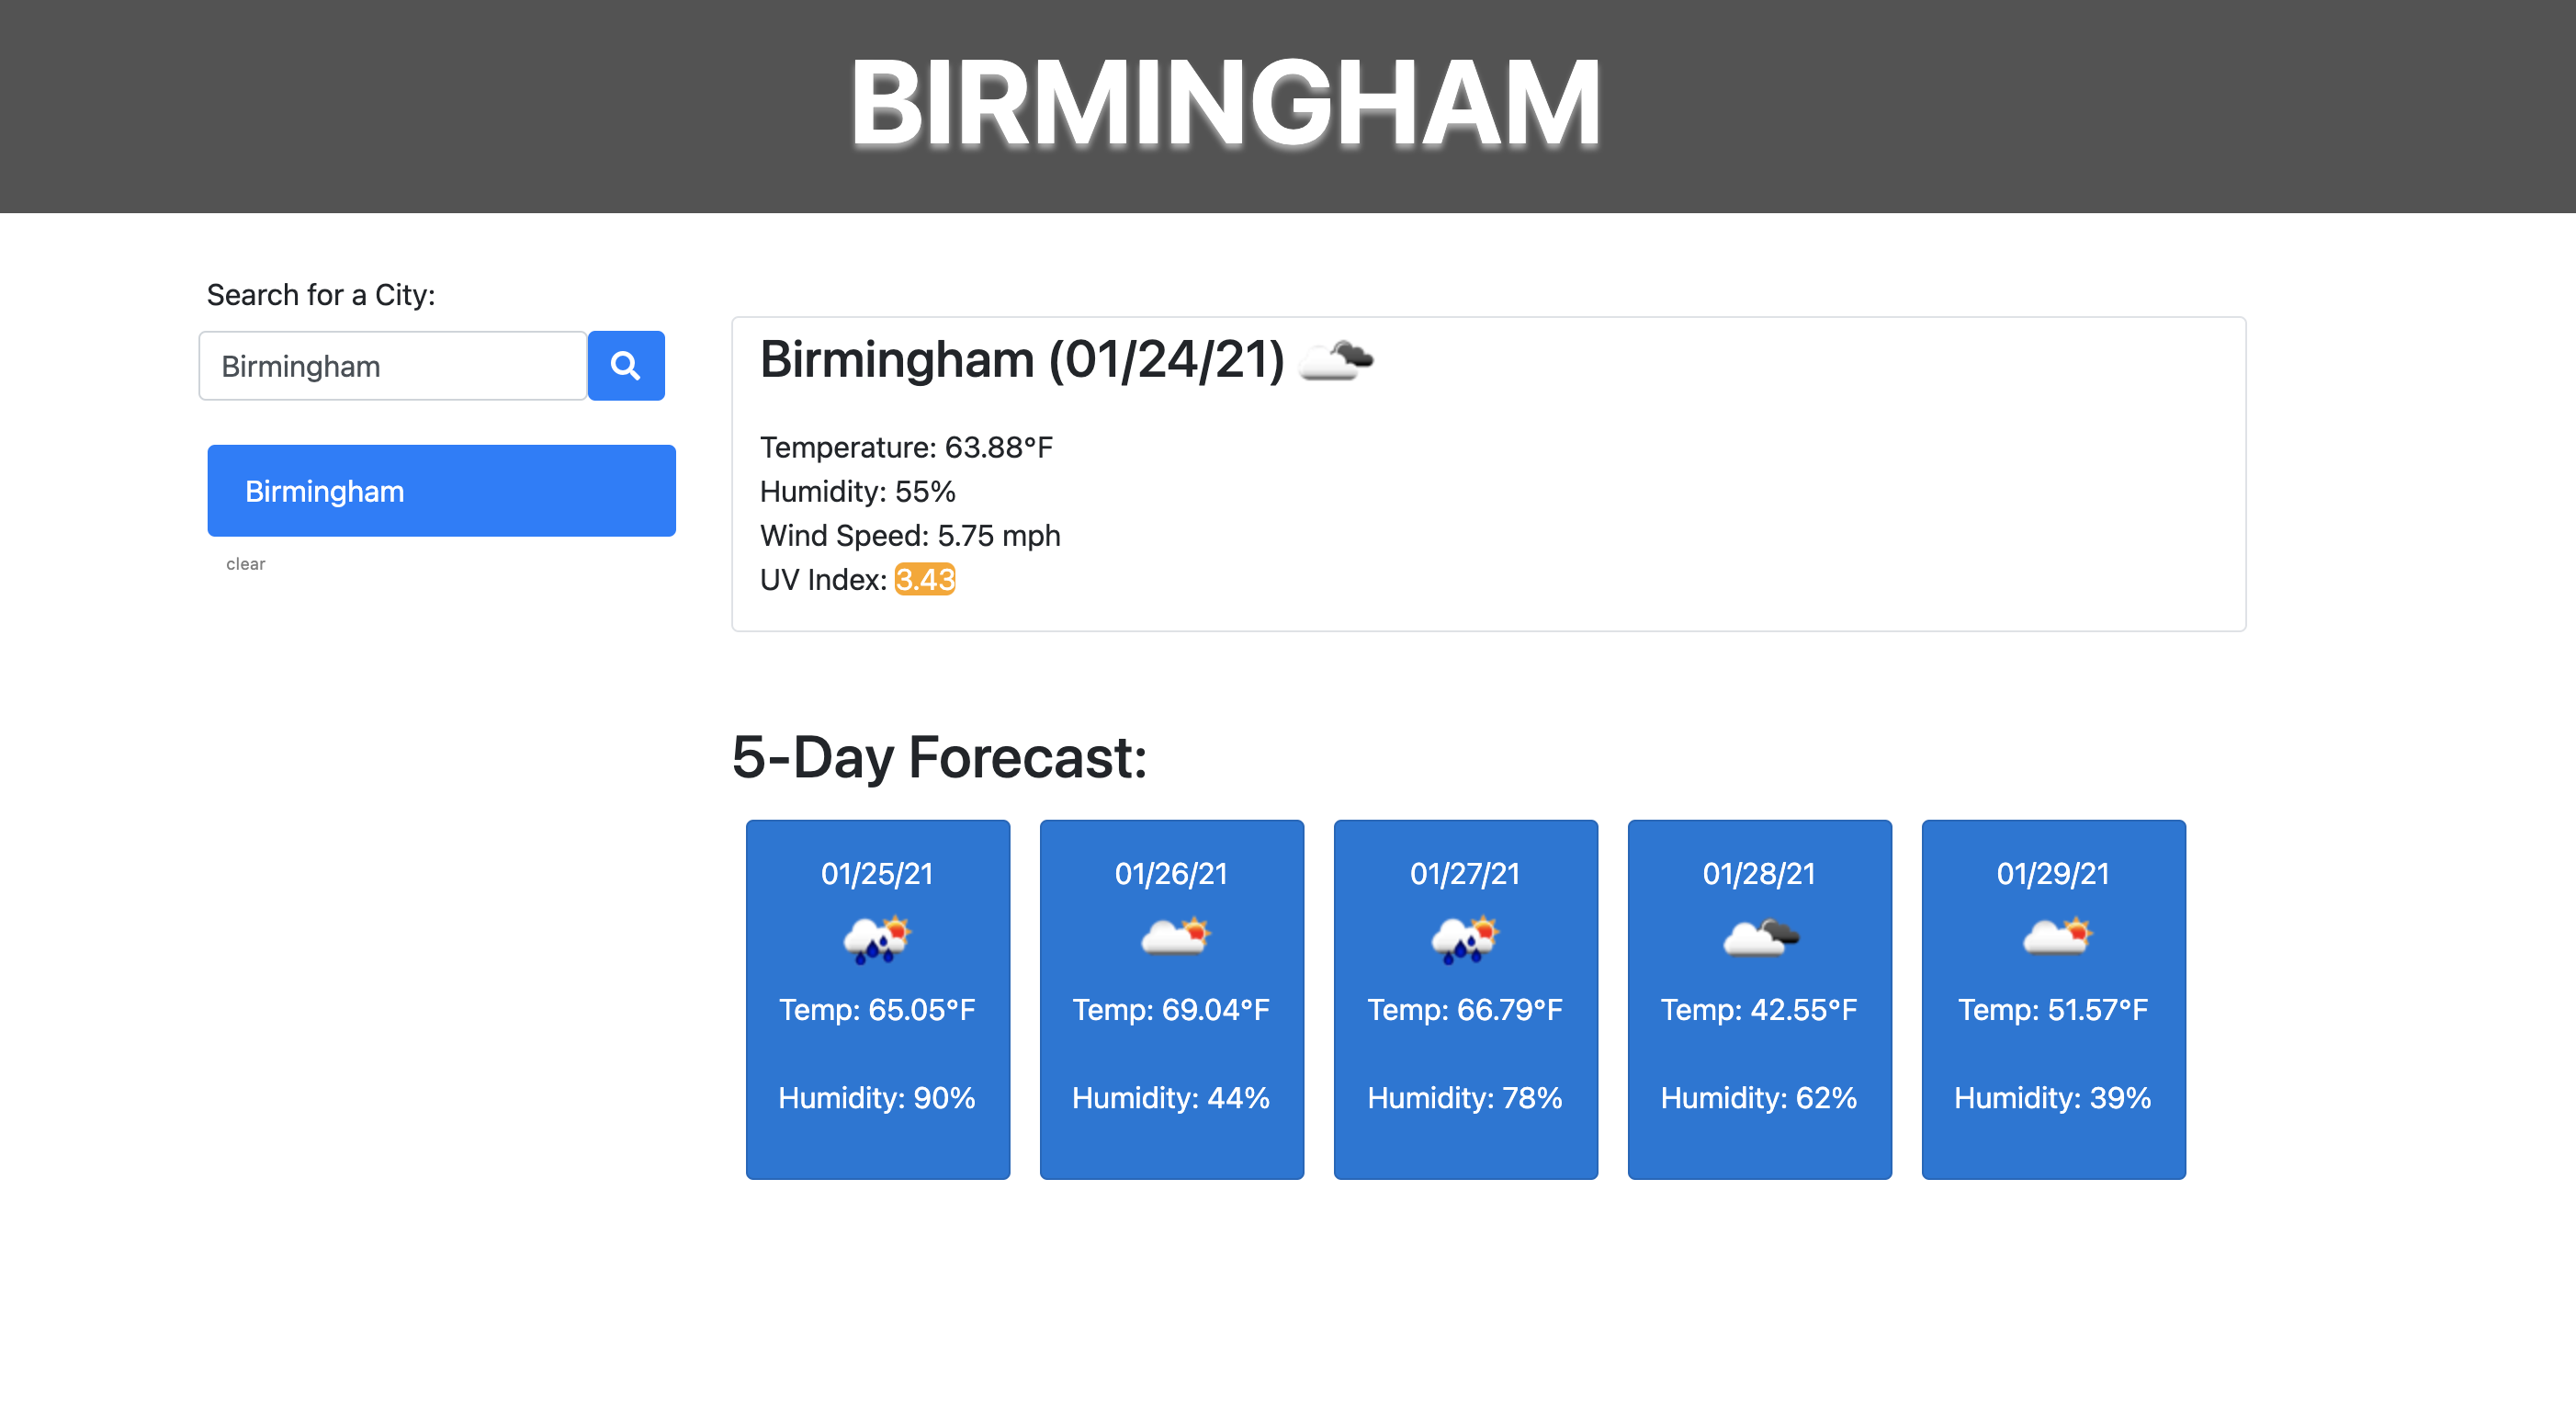 BIRMINGHAM
Search for a City:
Birmingham
Birmingham
clear
Birmingham (01/24/21)
Temperature: 63.88°F
Humidity: 55%
Wind Speed: 5.75 mph
UV Index: 3.43
5-Day Forecast:
01/25/21
Temp: 65.05°F
Humidity: 90%
01/26/21
Temp: 69.04°F
Humidity: 44%
01/27/21
Temp: 66.79°F
Humidity: 78%
01/28/21
Temp: 42.55°F
Humidity: 62%
01/29/21
Temp: 51.57°F
Humidity: 39%